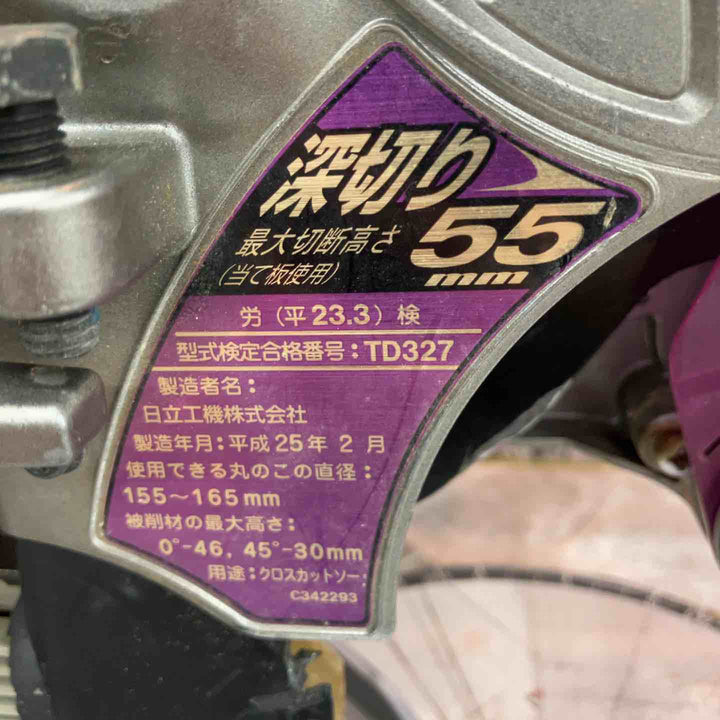 深切り
最大切断高さ 55
(当て板使用) mm
労(平23.3)検
型式検定合格番号:TD327
製造者名:
日立工機株式会社
製造年月:平成25年2月
使用できる丸のこの直径:
155～165mm
被削材の最大高さ:
0°-46, 45°-30mm
用途:クロスカットソー
C342293